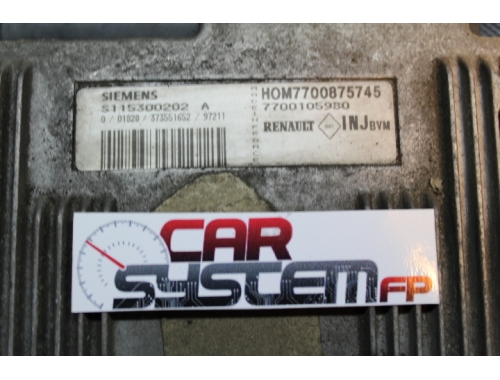 SIEMENS
S115300202 A
0 / 01020 / 373551652 / 97211
HOM7700875745
7700105980
RENAULT INJ BVM
CAR
SYSTEM FP